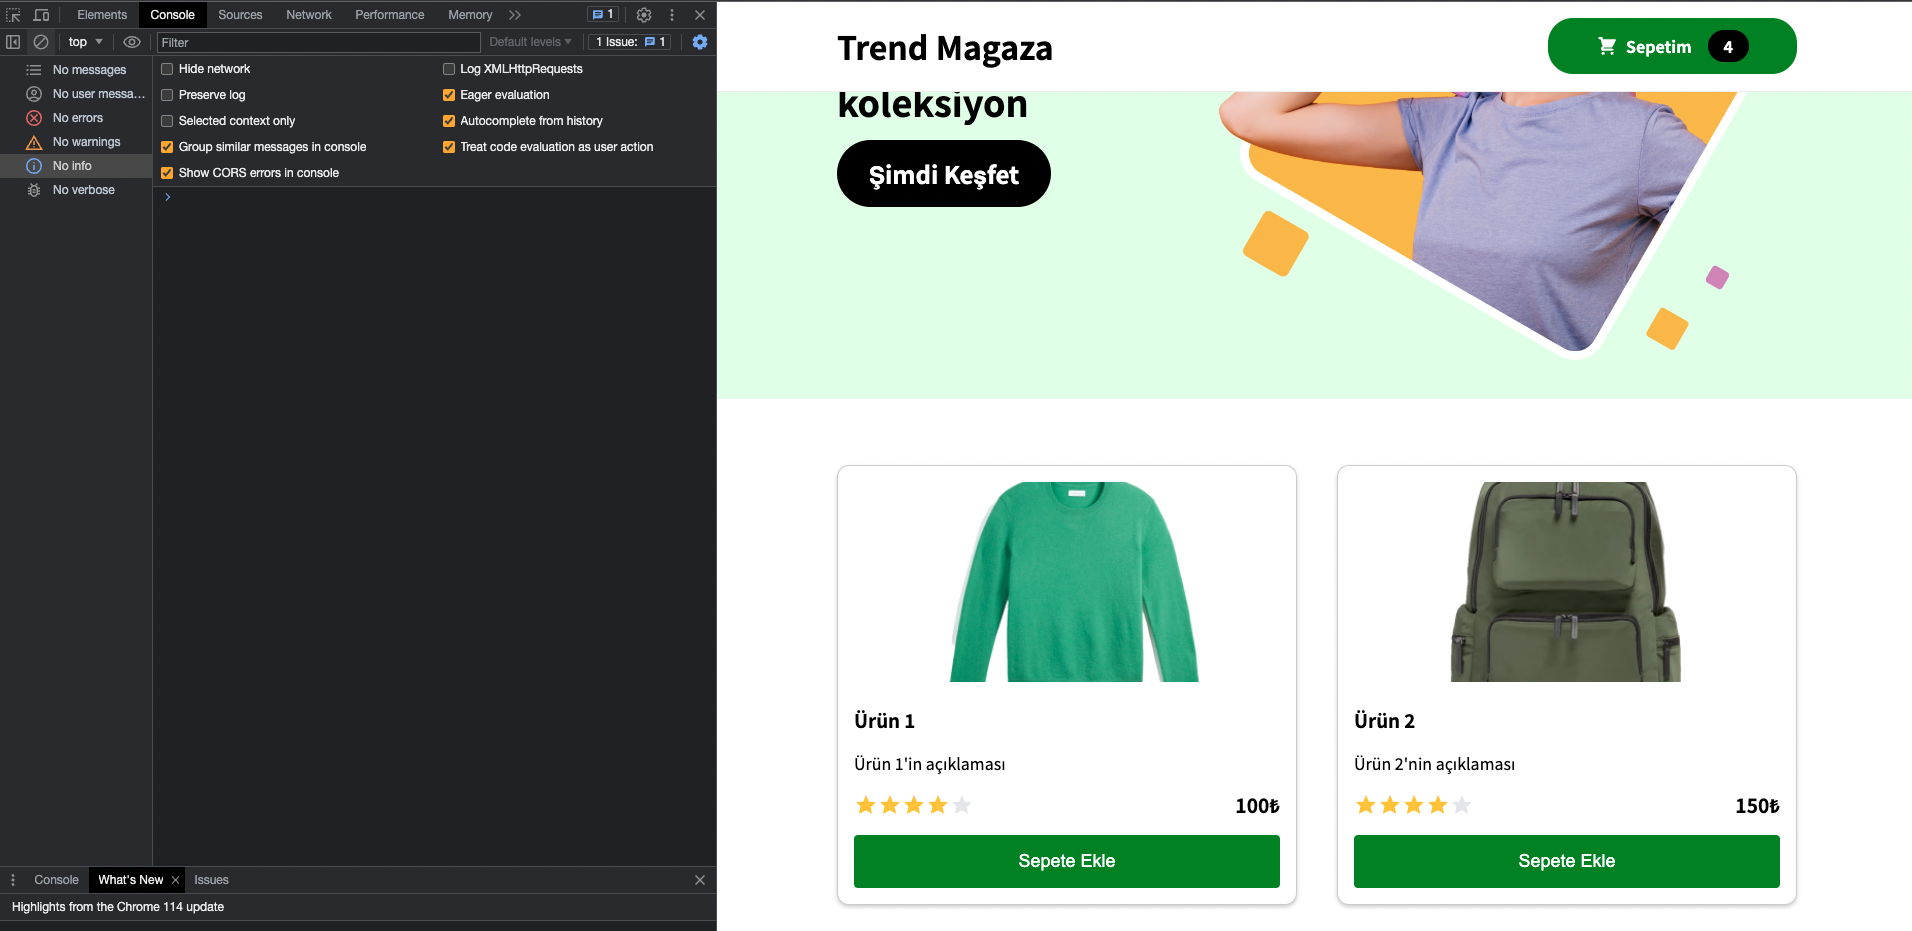 Elements Console Sources Network Performance Memory 1
top Filter Default levels 1 Issue: 1
No messages
No user messa...
No errors
No warnings
No info
No verbose
Hide network Log XMLHttpRequests
Preserve log Eager evaluation
Selected context only Autocomplete from history
Group similar messages in console Treat code evaluation as user action
Show CORS errors in console
Console What's New Issues
Highlights from the Chrome 114 update
Trend Magaza Sepetim 4
koleksiyon
Şimdi Keşfet
Ürün 1
Ürün 1'in açıklaması
100₺
Sepete Ekle
Ürün 2
Ürün 2'nin açıklaması
150₺
Sepete Ekle